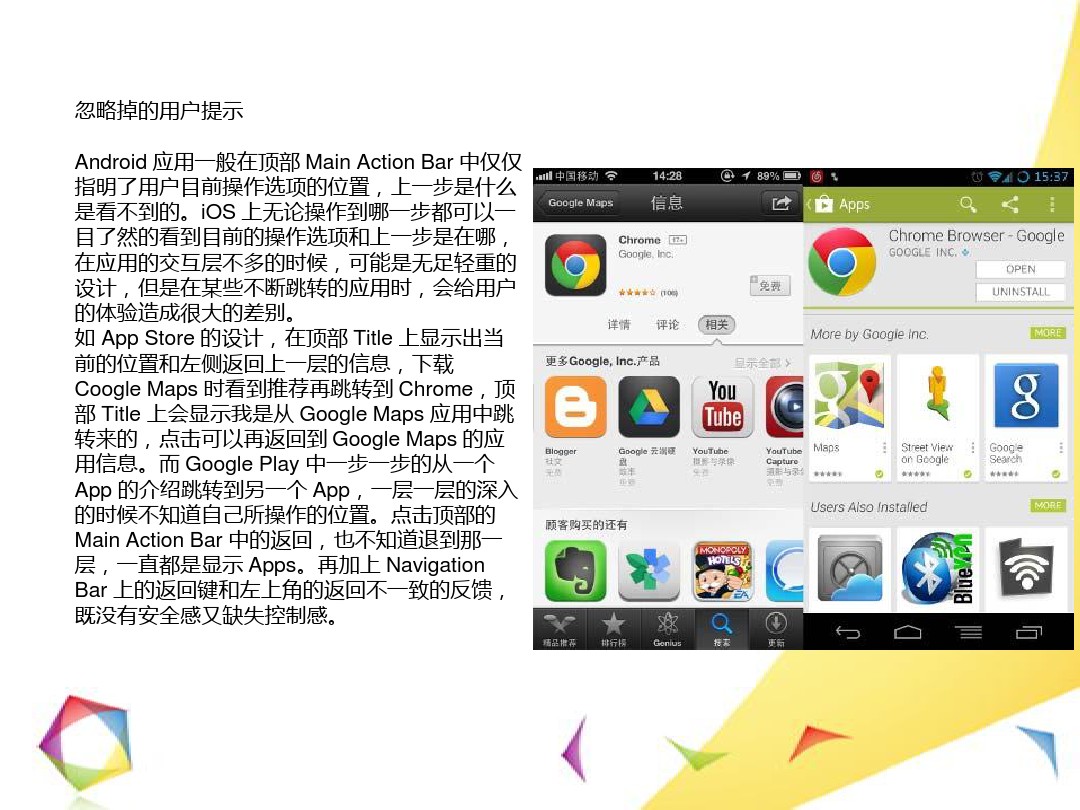 忽略掉的用户提示
Android 应用一般在顶部 Main Action Bar 中仅仅
指明了用户目前操作选项的位置，上一步是什么
是看不到的。iOS 上无论操作到哪一步都可以一
目了然的看到目前的操作选项和上一步是在哪，
在应用的交互层不多的时候，可能是无足轻重的
设计，但是在某些不断跳转的应用时，会给用户
的体验造成很大的差别。
如 App Store 的设计，在顶部 Title 上显示出当
前的位置和左侧返回上一层的信息，下载
Coogle Maps 时看到推荐再跳转到 Chrome，顶
部 Title 上会显示我是从 Google Maps 应用中跳
转来的，点击可以再返回到 Google Maps 的应
用信息。而 Google Play 中一步一步的从一个
App 的介绍跳转到另一个 App，一层一层的深入
的时候不知道自己所操作的位置。点击顶部的
Main Action Bar 中的返回，也不知道退到那一
层，一直都是显示 Apps。再加上 Navigation
Bar 上的返回键和左上角的返回不一致的反馈，
既没有安全感又缺失控制感。
中国移动 14:28 89%
Google Maps 信息
Chrome 17+
Google, Inc.
(106)
免费
详情 评论 相关
更多Google, Inc.产品 显示全部
Blogger
社交
免费
Google 云端硬
盘
效率
免费
YouTube
摄影与录像
免费
YouTube
Capture
摄影与录
免费
You
Tube
顾客购买的还有
MONOPOLY
HOTELS
EA
精品推荐 排行榜 Genius 搜索 更新
15:37
Apps
Chrome Browser - Google
GOOGLE INC.
OPEN
UNINSTALL
More by Google Inc. MORE
Maps
Street View
on Google
Google
Search
Users Also Installed MORE